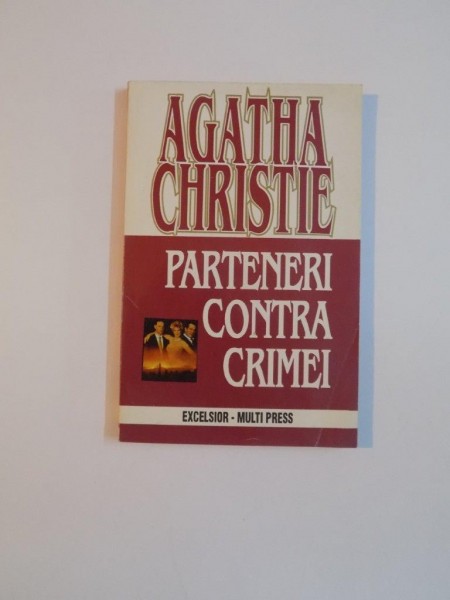 AGATHA
CHRISTIE
PARTENERI
CONTRA
CRIMEI
EXCELSIOR - MULTI PRESS